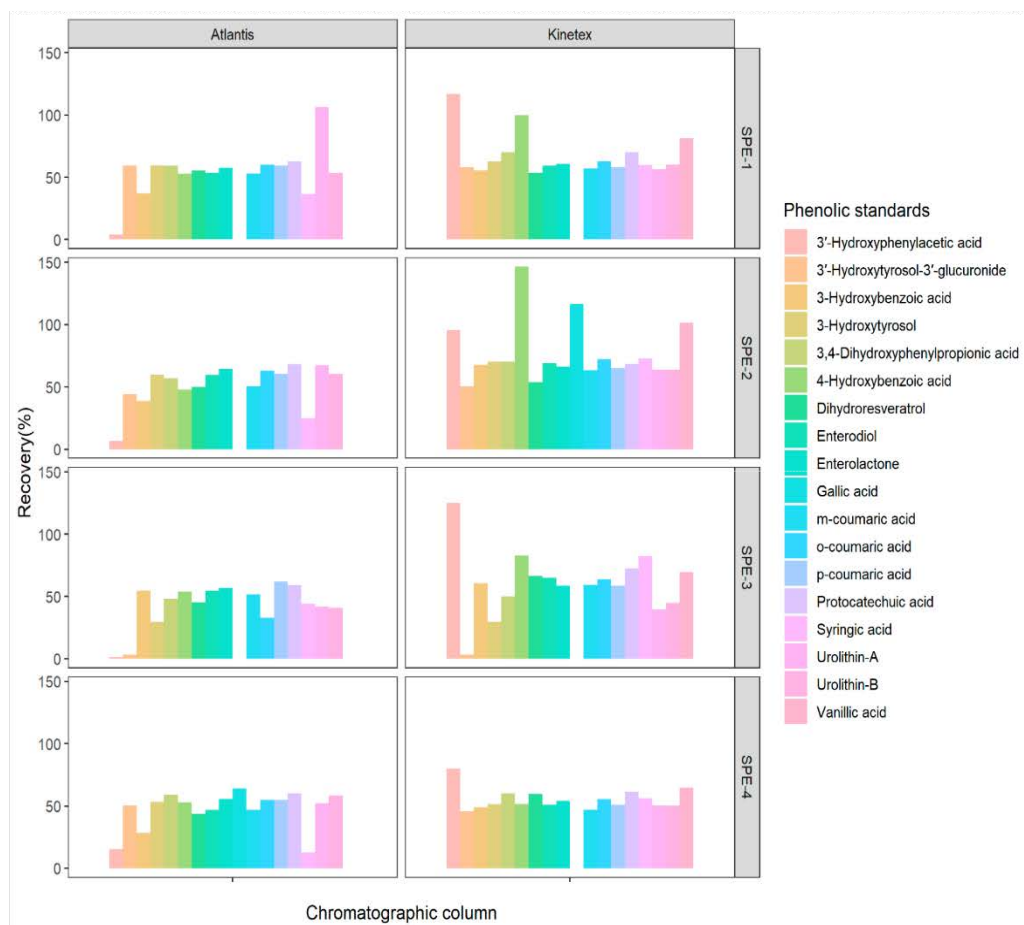 Atlantis
Kinetex
150
100
50
0
SPE-1
150
100
50
0
SPE-2
150
100
50
0
SPE-3
150
100
50
0
SPE-4
Recovery(%)
Chromatographic column
Phenolic standards
3′-Hydroxyphenylacetic acid
3′-Hydroxytyrosol-3′-glucuronide
3-Hydroxybenzoic acid
3-Hydroxytyrosol
3,4-Dihydroxyphenylpropionic acid
4-Hydroxybenzoic acid
Dihydroresveratrol
Enterodiol
Enterolactone
Gallic acid
m-coumaric acid
o-coumaric acid
p-coumaric acid
Protocatechuic acid
Syringic acid
Urolithin-A
Urolithin-B
Vanillic acid